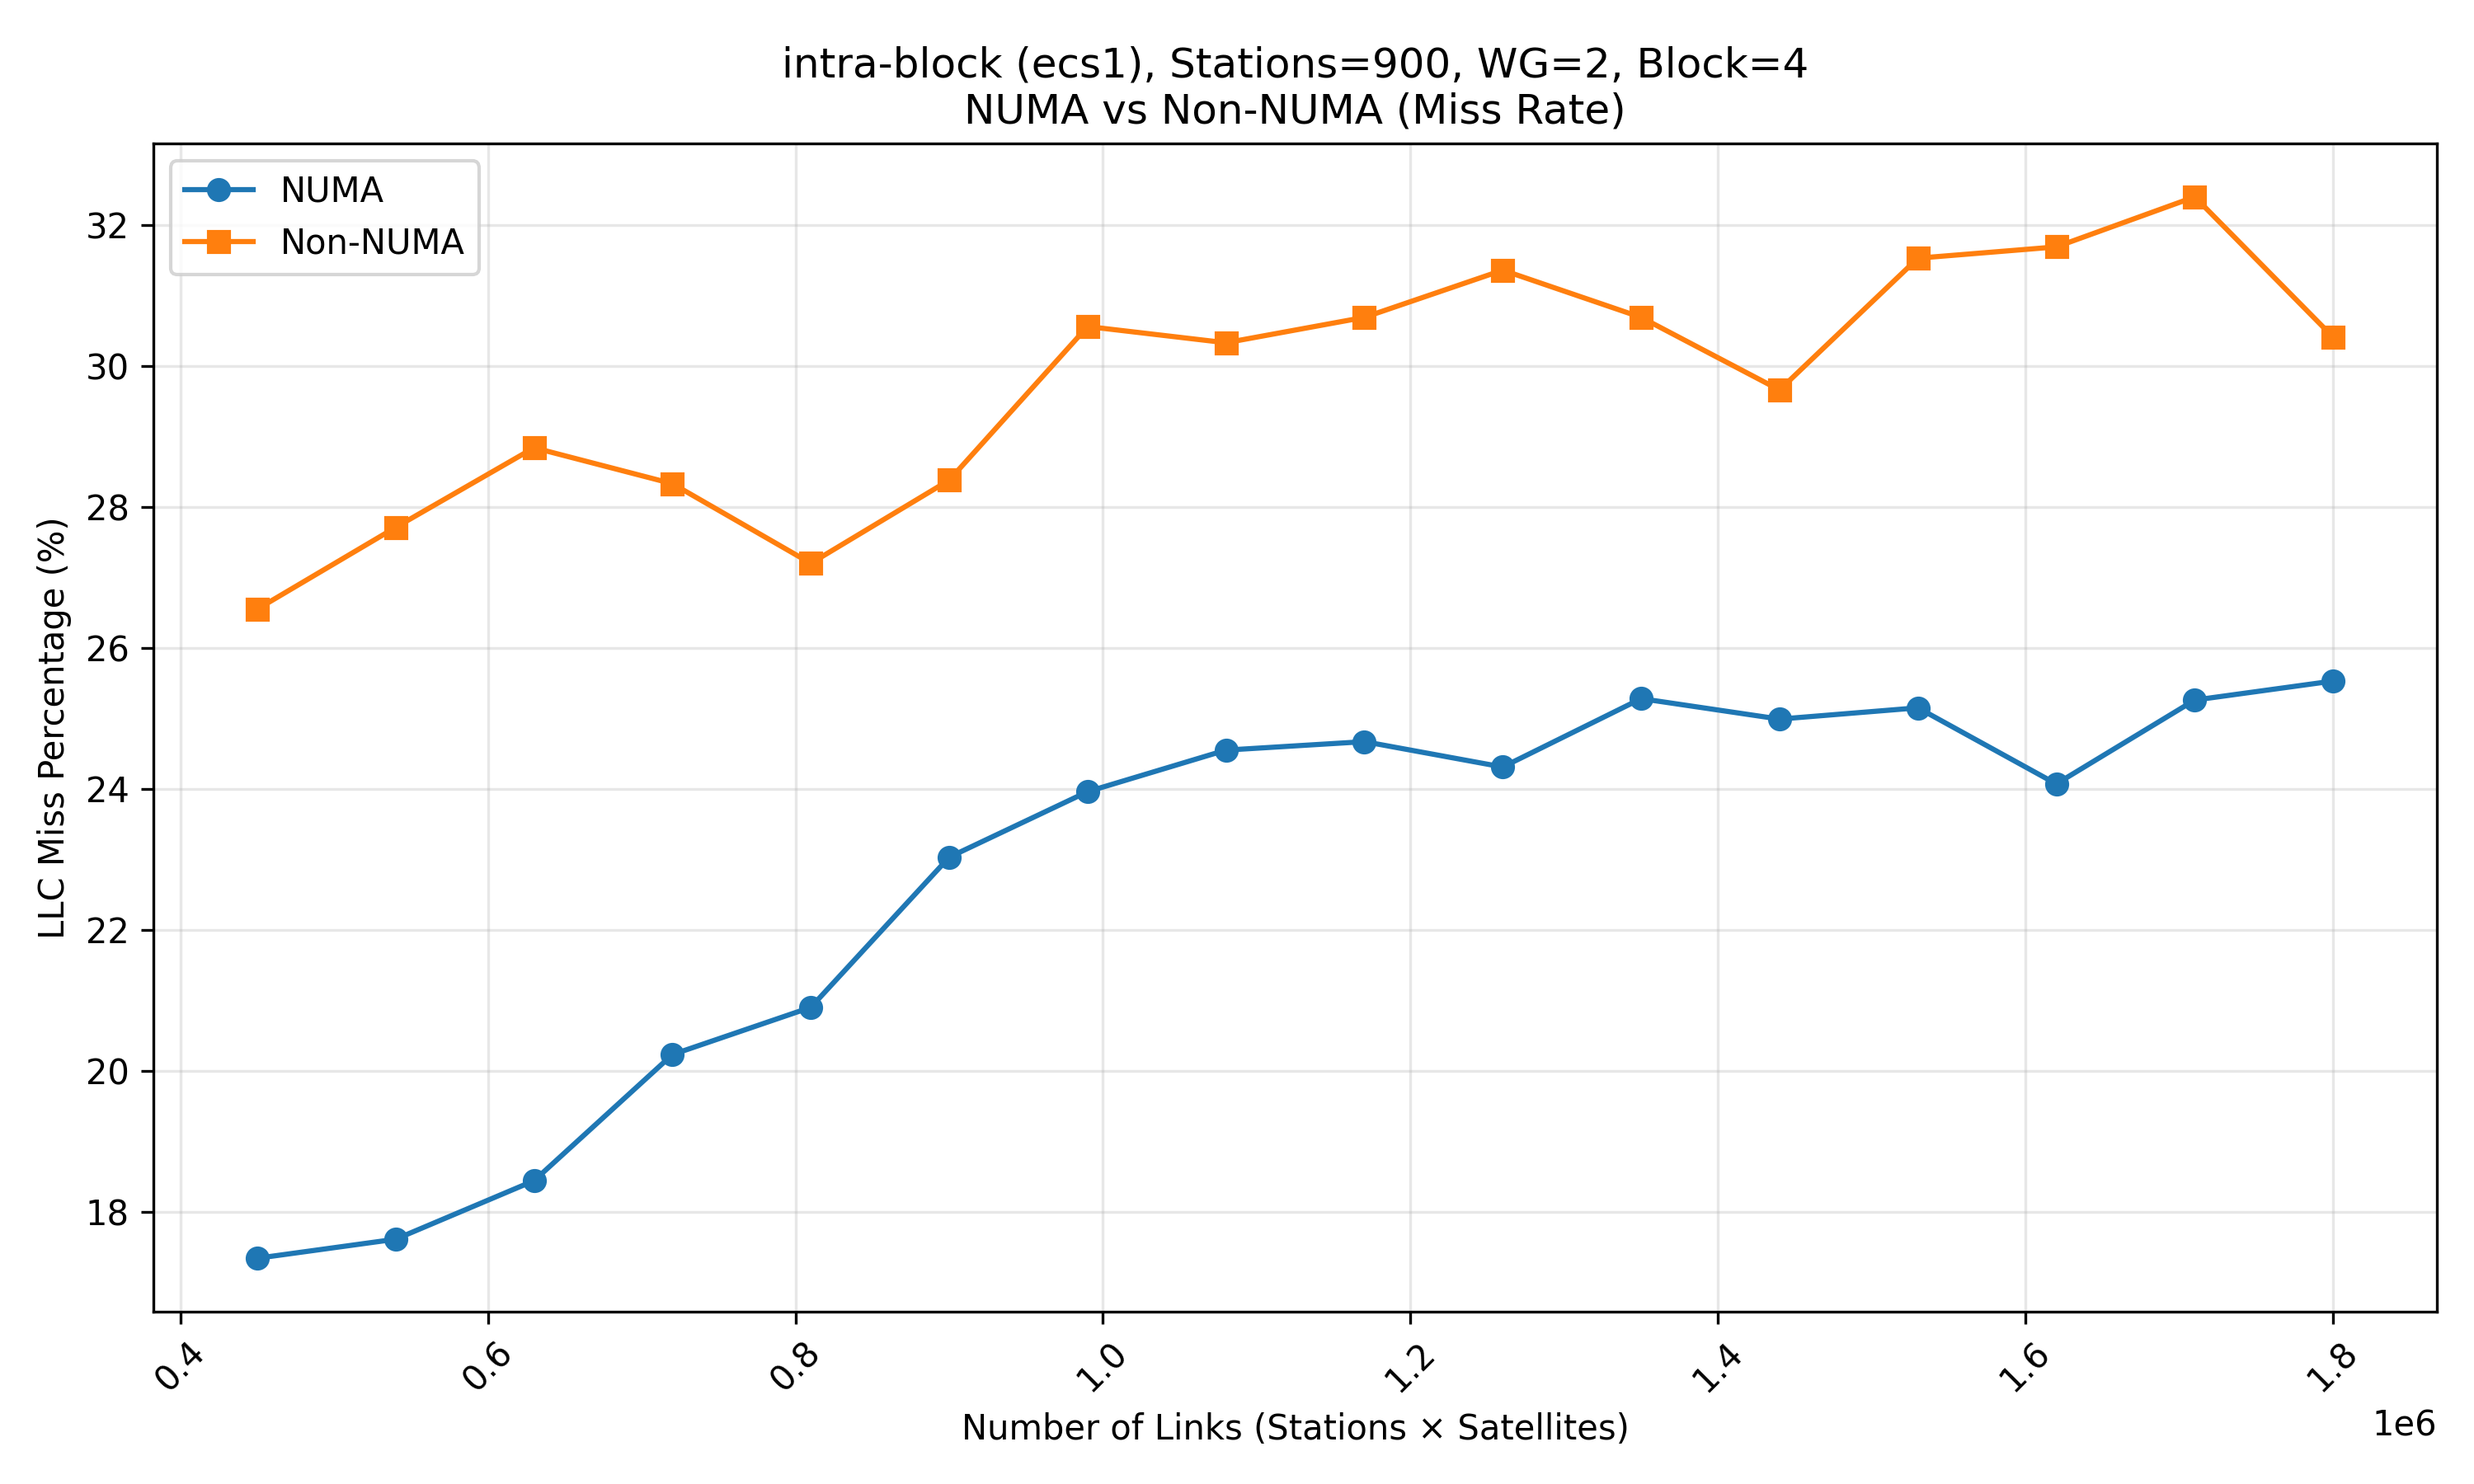 intra-block (ecs1), Stations=900, WG=2, Block=4
NUMA vs Non-NUMA (Miss Rate)
NUMA
Non-NUMA
LLC Miss Percentage (%)
32
30
28
26
24
22
20
18
0.4
0.6
0.8
1.0
1.2
1.4
1.6
1.8
1e6
Number of Links (Stations × Satellites)